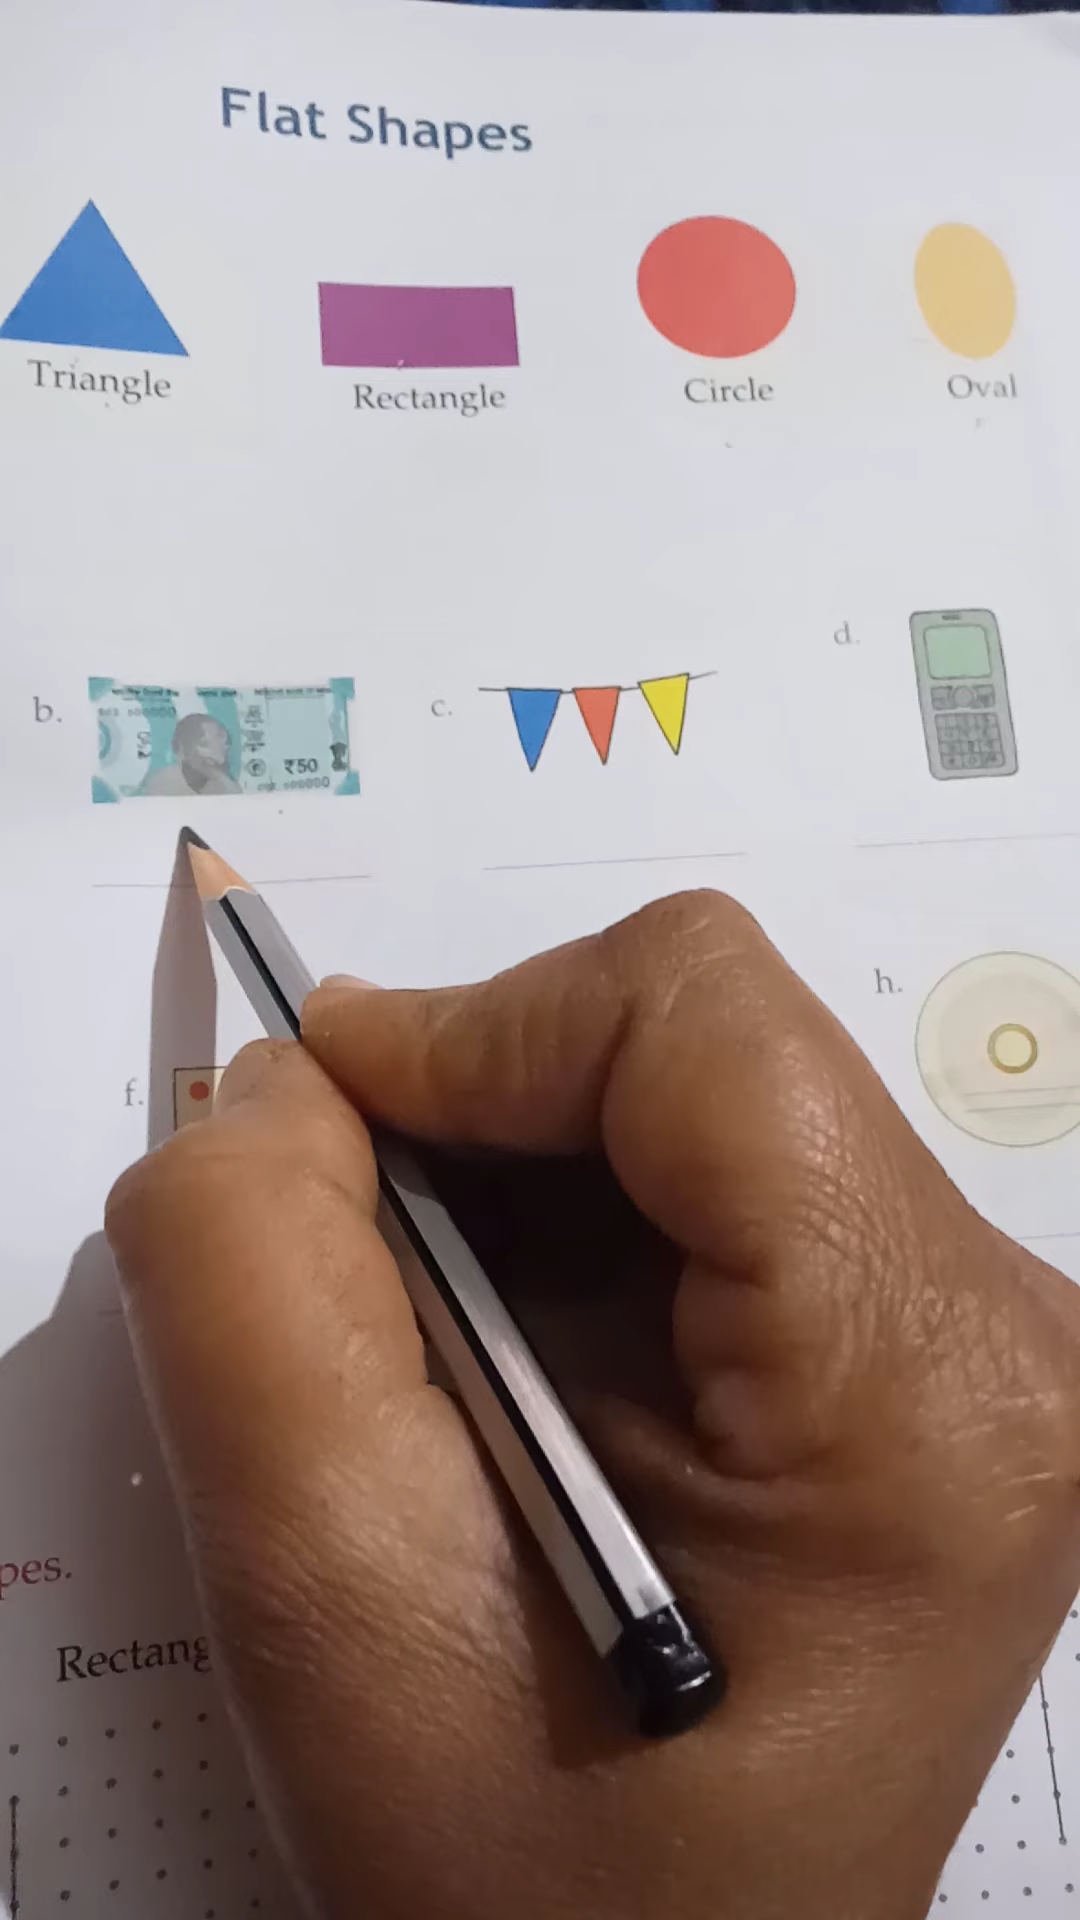 Flat Shapes
Triangle
Rectangle
Circle
Oval
b.
₹50
c.
d.
f.
h.
pes.
Rectang